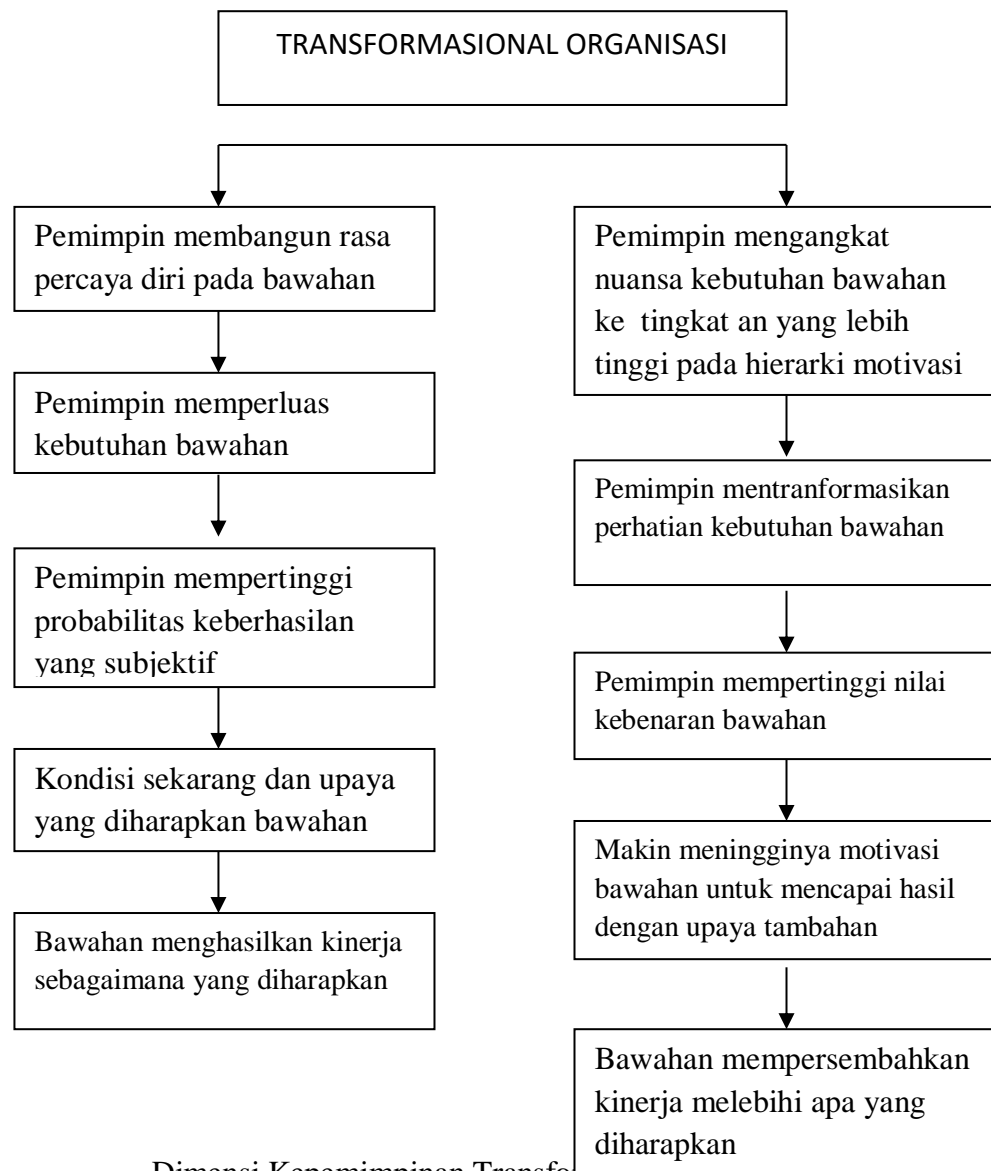 TRANSFORMASIONAL ORGANISASI
Pemimpin membangun rasa
percaya diri pada bawahan
Pemimpin memperluas
kebutuhan bawahan
Pemimpin mempertinggi
probabilitas keberhasilan
yang subjektif
Kondisi sekarang dan upaya
yang diharapkan bawahan
Bawahan menghasilkan kinerja
sebagaimana yang diharapkan
Pemimpin mengangkat
nuansa kebutuhan bawahan
ke tingkat an yang lebih
tinggi pada hierarki motivasi
Pemimpin mentranformasikan
perhatian kebutuhan bawahan
Pemimpin mempertinggi nilai
kebenaran bawahan
Makin meningginya motivasi
bawahan untuk mencapai hasil
dengan upaya tambahan
Bawahan mempersembahkan
kinerja melebihi apa yang
diharapkan
Dimensi Kepemimpinan